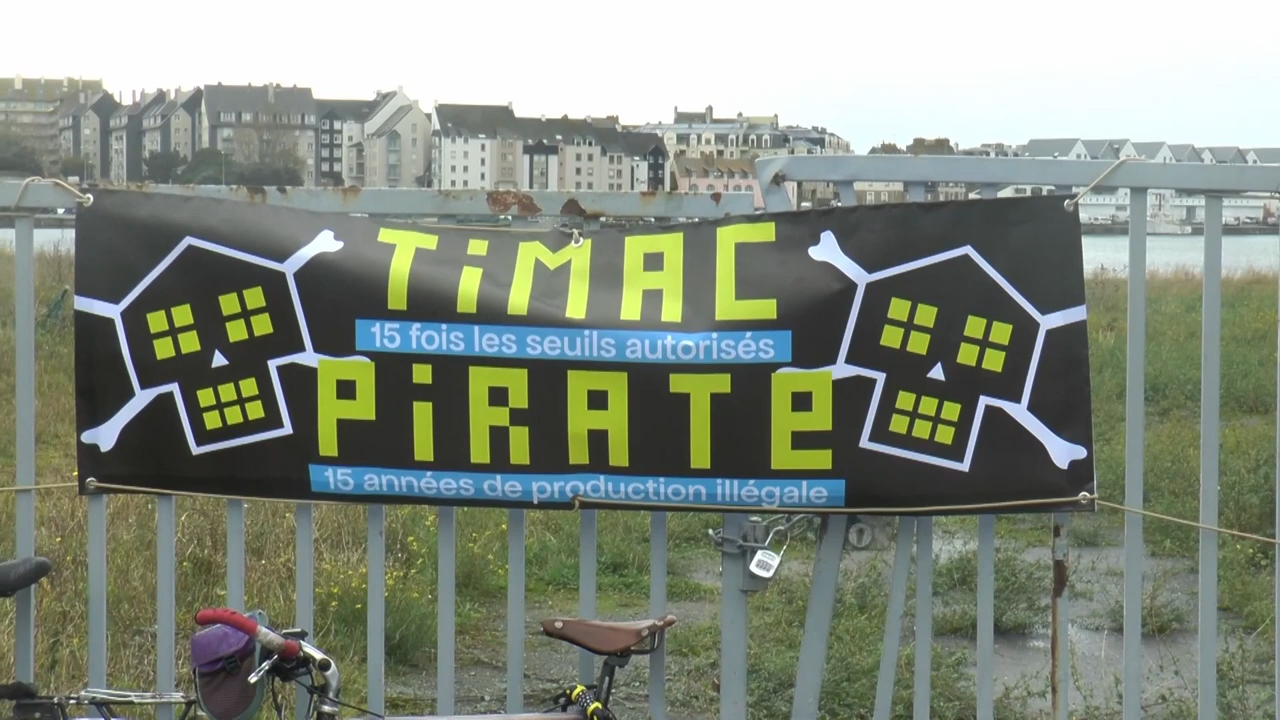 TiMAC
15 fois les seuils autorisés
PiRATE
15 années de production illégale